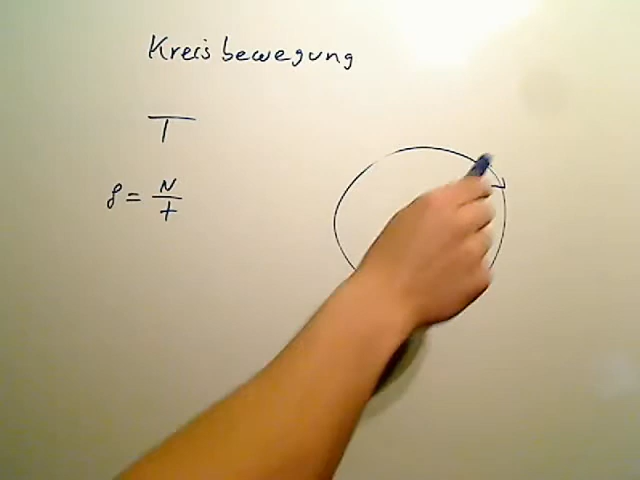 Kreisbewegung
T
f = N/t